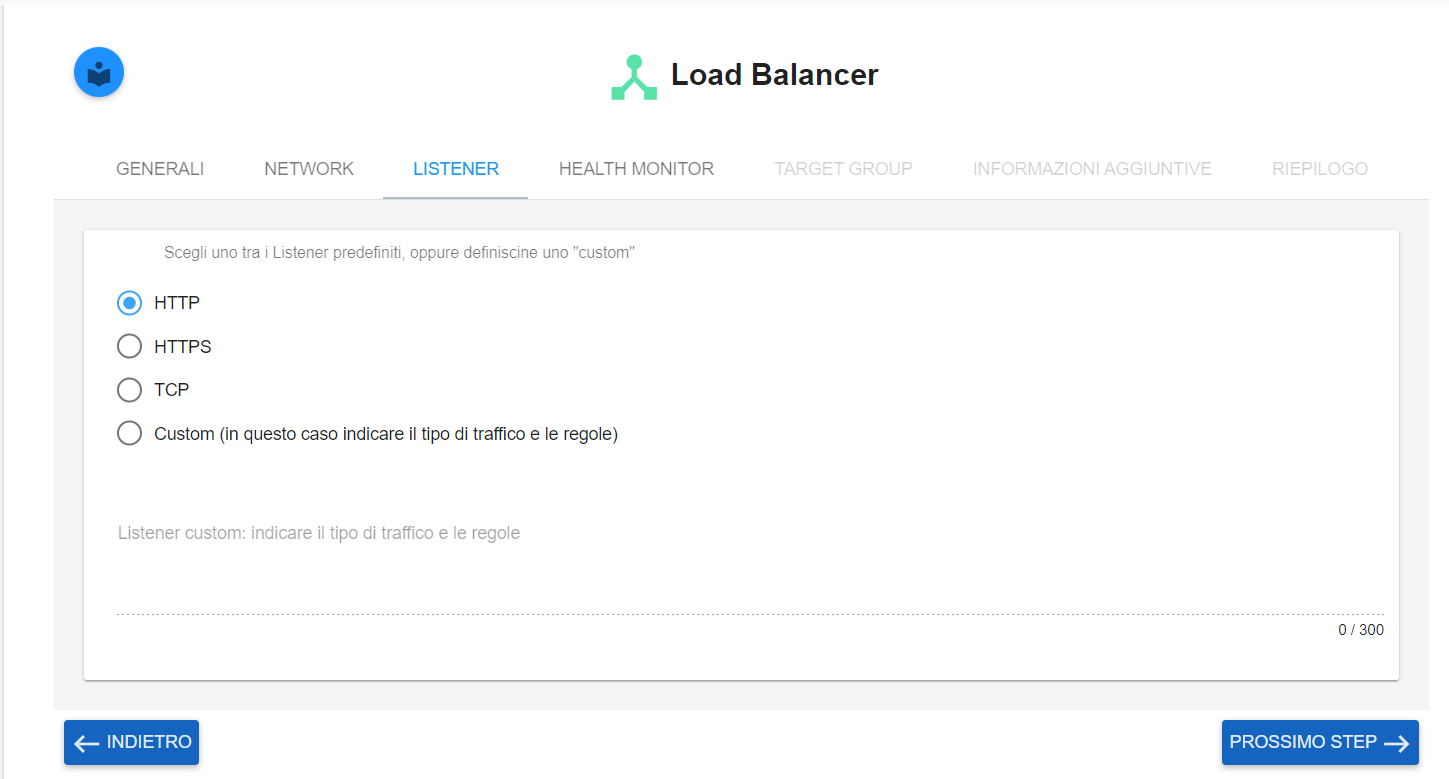 Load Balancer
GENERALI NETWORK LISTENER HEALTH MONITOR TARGET GROUP INFORMAZIONI AGGIUNTIVE RIEPILOGO
Scegli uno tra i Listener predefiniti, oppure definiscine uno "custom"
HTTP
HTTPS
TCP
Custom (in questo caso indicare il tipo di traffico e le regole)
Listener custom: indicare il tipo di traffico e le regole
0 / 300
INDIETRO PROSSIMO STEP